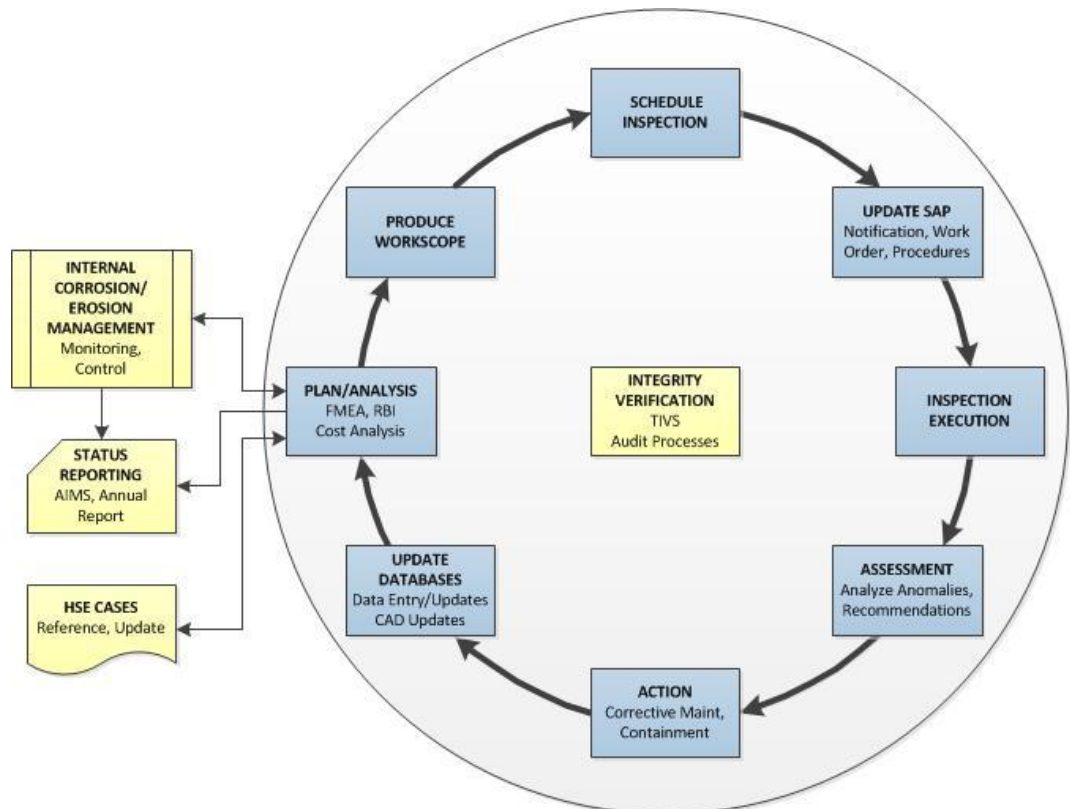 SCHEDULE
INSPECTION
PRODUCE
WORKSCOPE
UPDATE SAP
Notification, Work
Order, Procedures
INTERNAL
CORROSION/
EROSION
MANAGEMENT
Monitoring,
Control
PLAN/ANALYSIS
FMEA, RBI
Cost Analysis
INTEGRITY
VERIFICATION
TIVS
Audit Processes
INSPECTION
EXECUTION
STATUS
REPORTING
AIMS, Annual
Report
UPDATE
DATABASES
Data Entry/Updates
CAD Updates
ASSESSMENT
Analyze Anomalies,
Recommendations
HSE CASES
Reference, Update
ACTION
Corrective Maint,
Containment